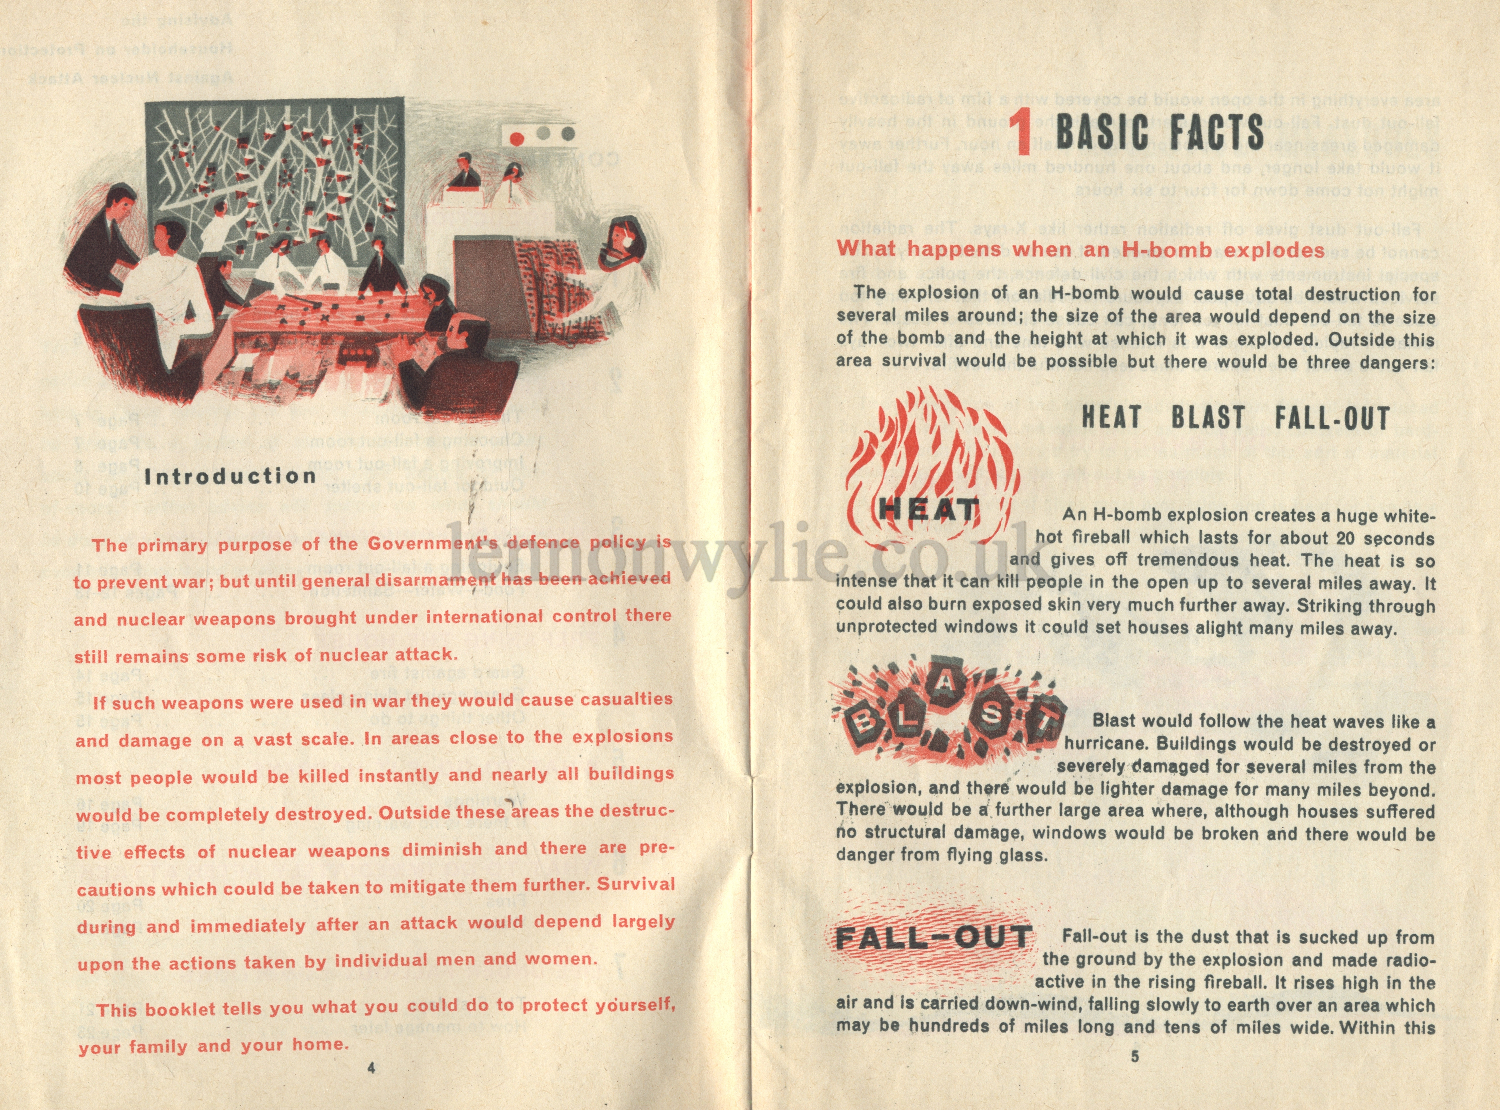 Introduction
The primary purpose of the Government's defence policy is
to prevent war; but until general disarmament has been achieved
and nuclear weapons brought under international control there
still remains some risk of nuclear attack.
If such weapons were used in war they would cause casualties
and damage on a vast scale. In areas close to the explosions
most people would be killed instantly and nearly all buildings
would be completely destroyed. Outside these areas the destruc-
tive effects of nuclear weapons diminish and there are pre-
cautions which could be taken to mitigate them further. Survival
during and immediately after an attack would depend largely
upon the actions taken by individual men and women.
This booklet tells you what you could do to protect yourself,
your family and your home.
4
1 BASIC FACTS
What happens when an H-bomb explodes
The explosion of an H-bomb would cause total destruction for
several miles around; the size of the area would depend on the size
of the bomb and the height at which it was exploded. Outside this
area survival would be possible but there would be three dangers:
HEAT BLAST FALL-OUT
HEAT
An H-bomb explosion creates a huge white-
hot fireball which lasts for about 20 seconds
and gives off tremendous heat. The heat is so
intense that it can kill people in the open up to several miles away. It
could also burn exposed skin very much further away. Striking through
unprotected windows it could set houses alight many miles away.
BLAST
Blast would follow the heat waves like a
hurricane. Buildings would be destroyed or
severely damaged for several miles from the
explosion, and there would be lighter damage for many miles beyond.
There would be a further large area where, although houses suffered
no structural damage, windows would be broken and there would be
danger from flying glass.
FALL-OUT
Fall-out is the dust that is sucked up from
the ground by the explosion and made radio-
active in the rising fireball. It rises high in the
air and is carried down-wind, falling slowly to earth over an area which
may be hundreds of miles long and tens of miles wide. Within this
5
lennonwylie.co.uk